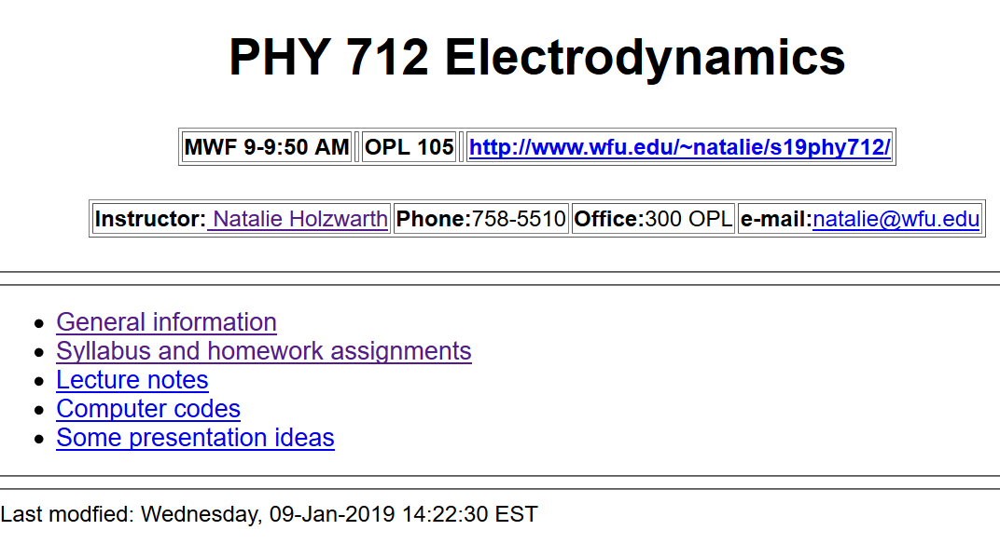 PHY 712 Electrodynamics
MWF 9-9:50 AM OPL 105 http://www.wfu.edu/~natalie/s19phy712/
Instructor: Natalie Holzwarth Phone:758-5510 Office:300 OPL e-mail:natalie@wfu.edu
General information
Syllabus and homework assignments
Lecture notes
Computer codes
Some presentation ideas
Last modfied: Wednesday, 09-Jan-2019 14:22:30 EST